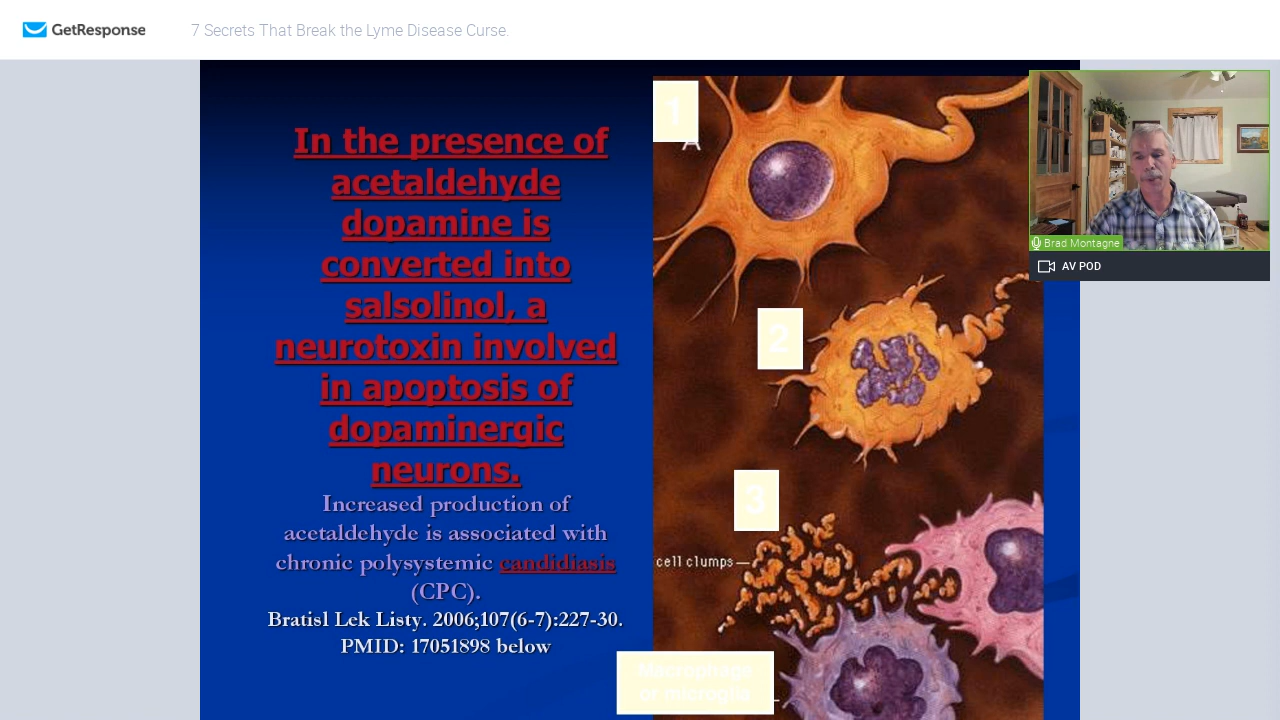 GetResponse
7 Secrets That Break the Lyme Disease Curse.
In the presence of
acetaldehyde
dopamine is
converted into
salsolinol, a
neurotoxin involved
in apoptosis of
dopaminergic
neurons.
Increased production of
acetaldehyde is associated with
chronic polysystemic candidiasis
(CPC).
Bratisl Lek Listy. 2006;107(6-7):227-30.
PMID: 17051898 below
1
A
2
3
cell clumps
Macrophage
or microglie
Brad Montagne
AV POD